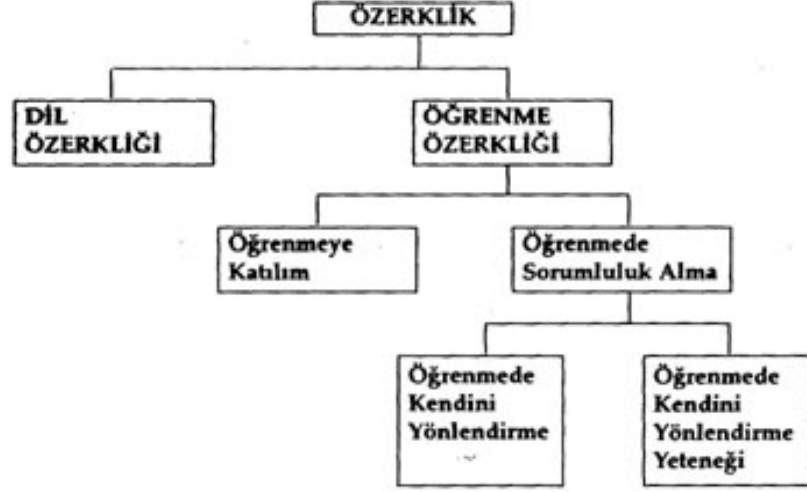 ÖZERKLİK
DİL
ÖZERKLİĞİ
ÖĞRENME
ÖZERKLİĞİ
Öğrenmeye
Katılım
Öğrenmede
Sorumluluk Alma
Öğrenmede
Kendini
Yönlendirme
Öğrenmede
Kendini
Yönlendirme
Yeteneği